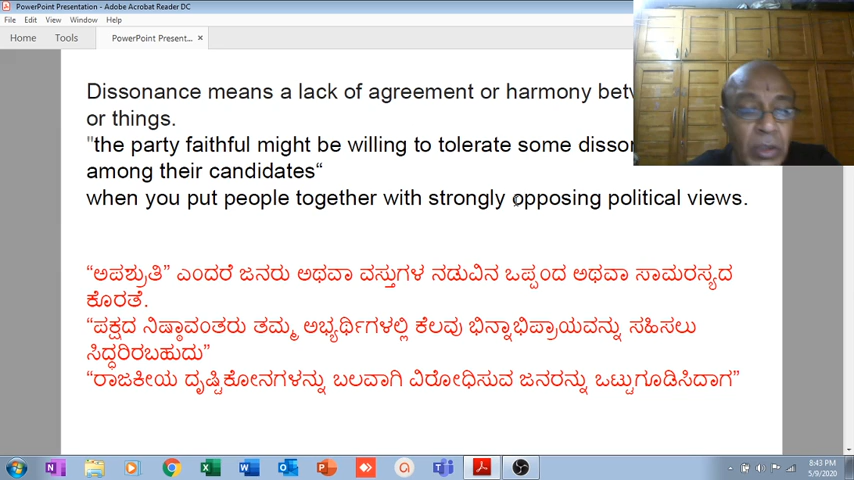 PowerPoint Presentation - Adobe Acrobat Reader DC
File Edit View Window Help
Home Tools PowerPoint Present... ×
Dissonance means a lack of agreement or harmony
or things.
"the party faithful might be willing to tolerate some
among their candidates“
when you put people together with strongly opposing political views.
“ಅಪಶ್ರುತಿ” ಎಂದರೆ ಜನರು ಅಥವಾ ವಸ್ತುಗಳ ನಡುವಿನ ಒಪ್ಪಂದ ಅಥವಾ ಸಾಮರಸ್ಯದ
ಕೊರತೆ.
“ಪಕ್ಷದ ನಿಷ್ಠಾವಂತರು ತಮ್ಮ ಅಭ್ಯರ್ಥಿಗಳಲ್ಲಿ ಕೆಲವು ಭಿನ್ನಾಭಿಪ್ರಾಯವನ್ನು ಸಹಿಸಲು
ಸಿದ್ಧರಿರಬಹುದು”
“ರಾಜಕೀಯ ದೃಷ್ಟಿಕೋನಗಳನ್ನು ಬಲವಾಗಿ ವಿರೋಧಿಸುವ ಜನರನ್ನು ಒಟ್ಟುಗೂಡಿಸಿದಾಗ”
8:43 PM
5/9/2020